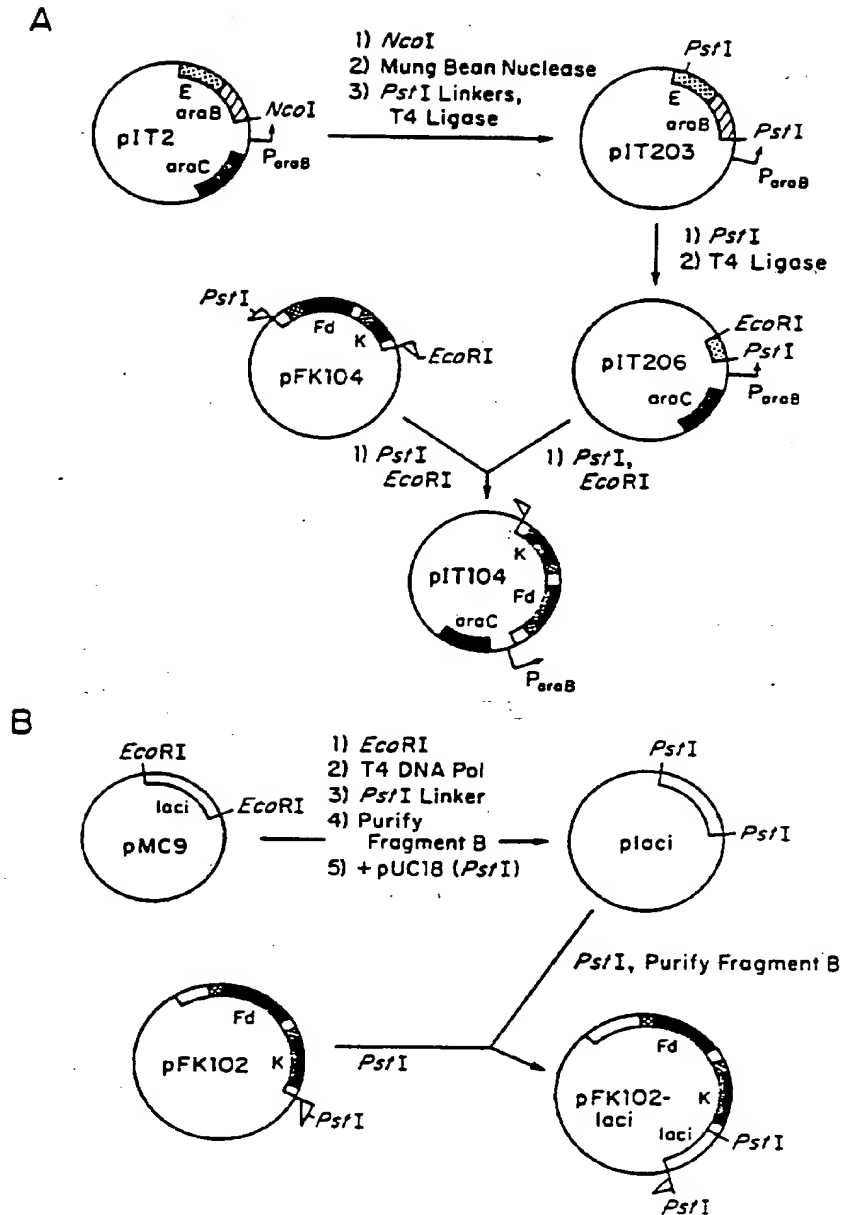 A
1) NcoI
2) Mung Bean Nuclease
3) PstI Linkers,
T4 Ligase
E
araB
NcoI
pIT2
araC
ParaB
PstI
E
araB
PstI
pIT203
ParaB
1) PstI
2) T4 Ligase
PstI
Fd
K
EcoRI
pFK104
EcoRI
PstI
pIT206
araC
ParaB
1) PstI
EcoRI
1) PstI,
EcoRI
K
pIT104
Fd
araC
ParaB
B
EcoRI
laci
EcoRI
pMC9
1) EcoRI
2) T4 DNA Pol
3) PstI Linker
4) Purify
Fragment B
5) + pUC18 (PstI)
PstI
placi
PstI
PstI, Purify Fragment B
Fd
pFK102
K
PstI
PstI
Fd
pFK102-
laci
K
laci
PstI
PstI